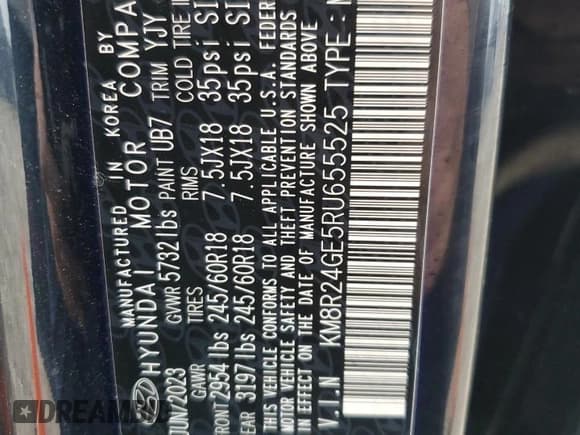 MANUFACTURED IN KOREA BY
HYUNDAI MOTOR COMPA
JUN/2023 GVWR 5732 lbs PAINT UB7 TRIM YJY
GAWR TIRES RIMS COLD TIRE
FRONT 2954 lbs 245/60R18 7.5JX18 35psi
REAR 3197 lbs 245/60R18 7.5JX18 35psi
THIS VEHICLE CONFORMS TO ALL APPLICABLE U.S.A. FEDER
MOTOR VEHICLE SAFETY AND THEFT PREVENTION STANDARDS
IN EFFECT ON THE DATE OF MANUFACTURE SHOWN ABOVE
V.I.N KM8R24GE5RU655525 TYPE :